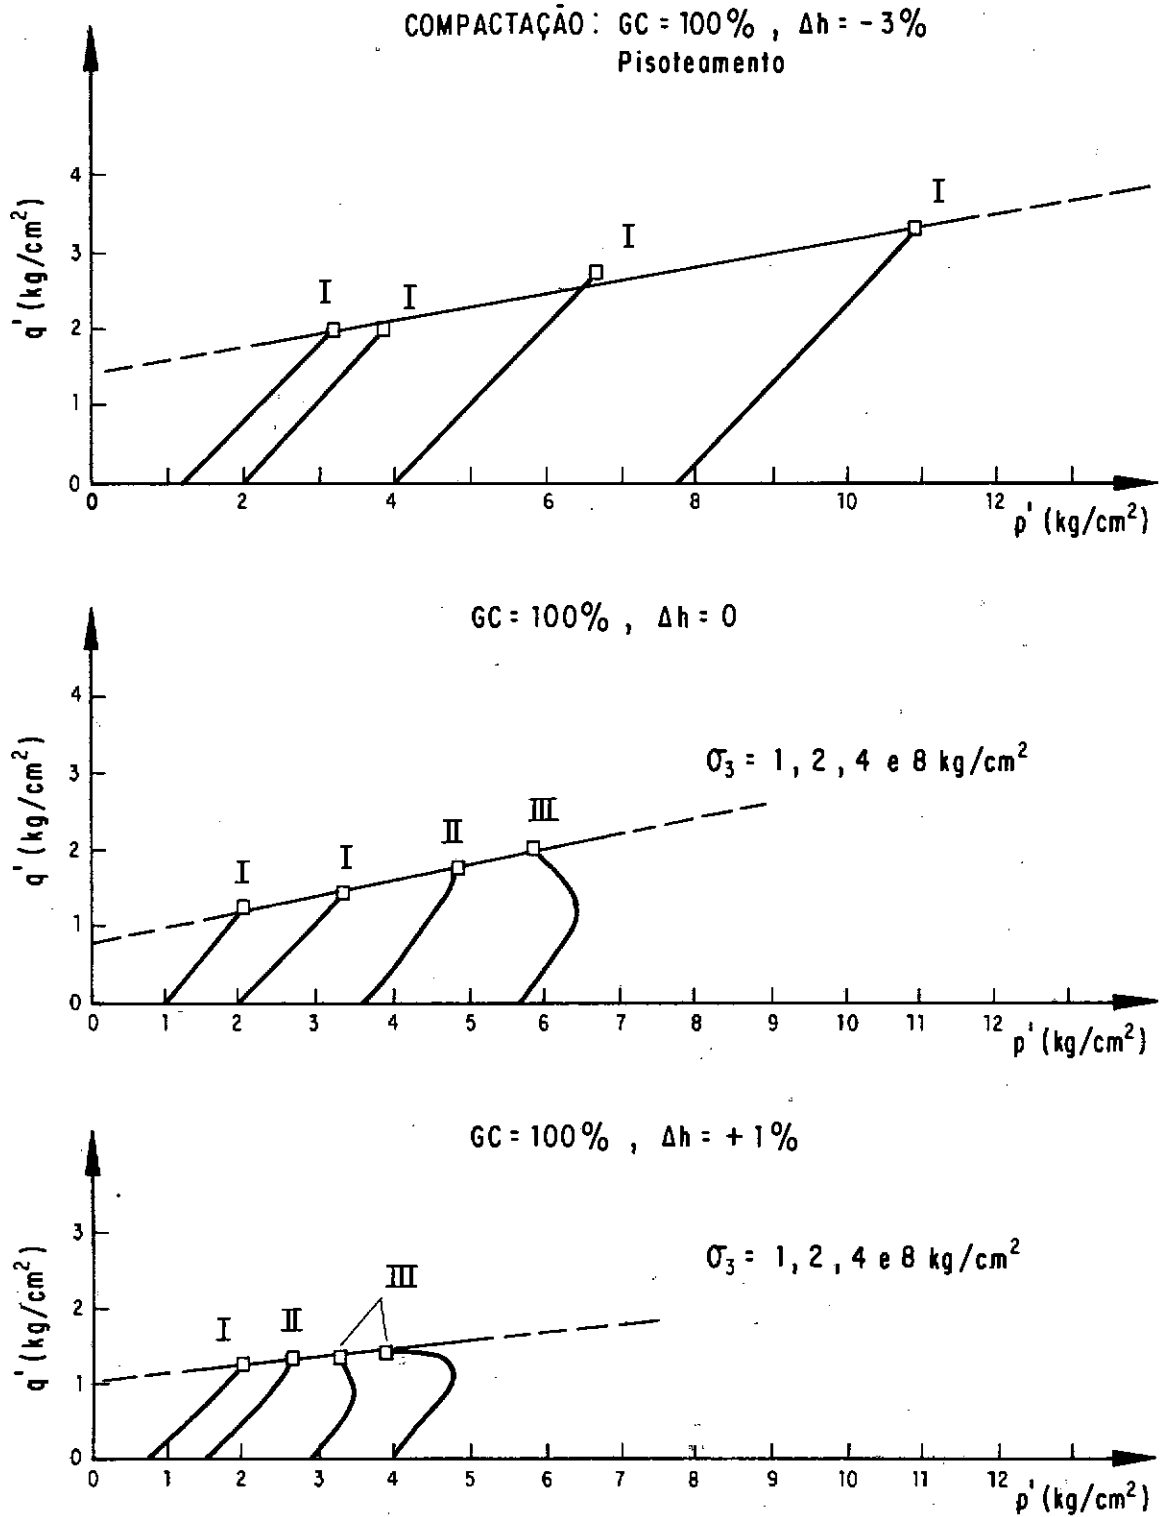 COMPACTAÇÃO: GC = 100% , Δh = - 3%
Pisoteamento
q' (kg/cm²)
4
3
2
1
0
I
I
I
I
0
2
4
6
8
10
12
p' (kg/cm²)
GC = 100% , Δh = 0
σ₃ = 1, 2, 4 e 8 kg/cm²
q' (kg/cm²)
4
3
2
1
0
I
I
II
III
0
1
2
3
4
5
6
7
8
9
10
11
12
p' (kg/cm²)
GC = 100% , Δh = + 1%
σ₃ = 1, 2, 4 e 8 kg/cm²
q' (kg/cm²)
3
2
1
0
I
II
III
0
1
2
3
4
5
6
7
8
9
10
11
12
p' (kg/cm²)